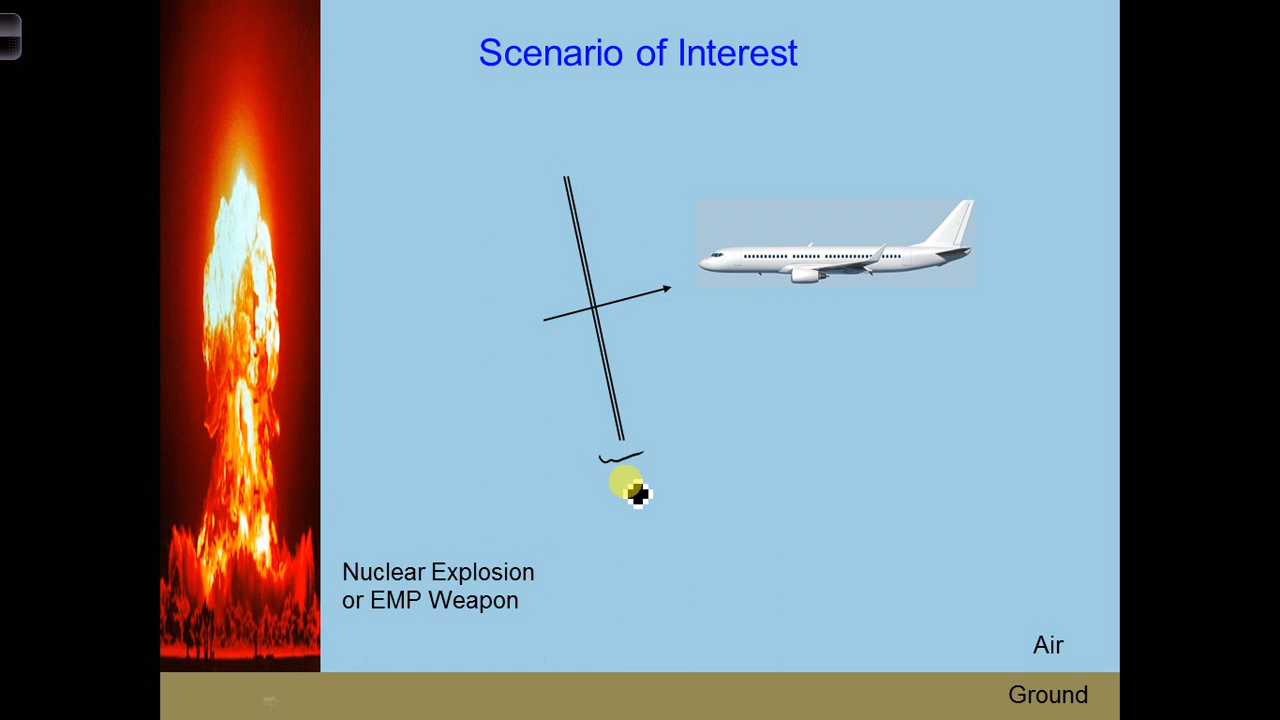 Scenario of Interest
Nuclear Explosion
or EMP Weapon
Air
Ground